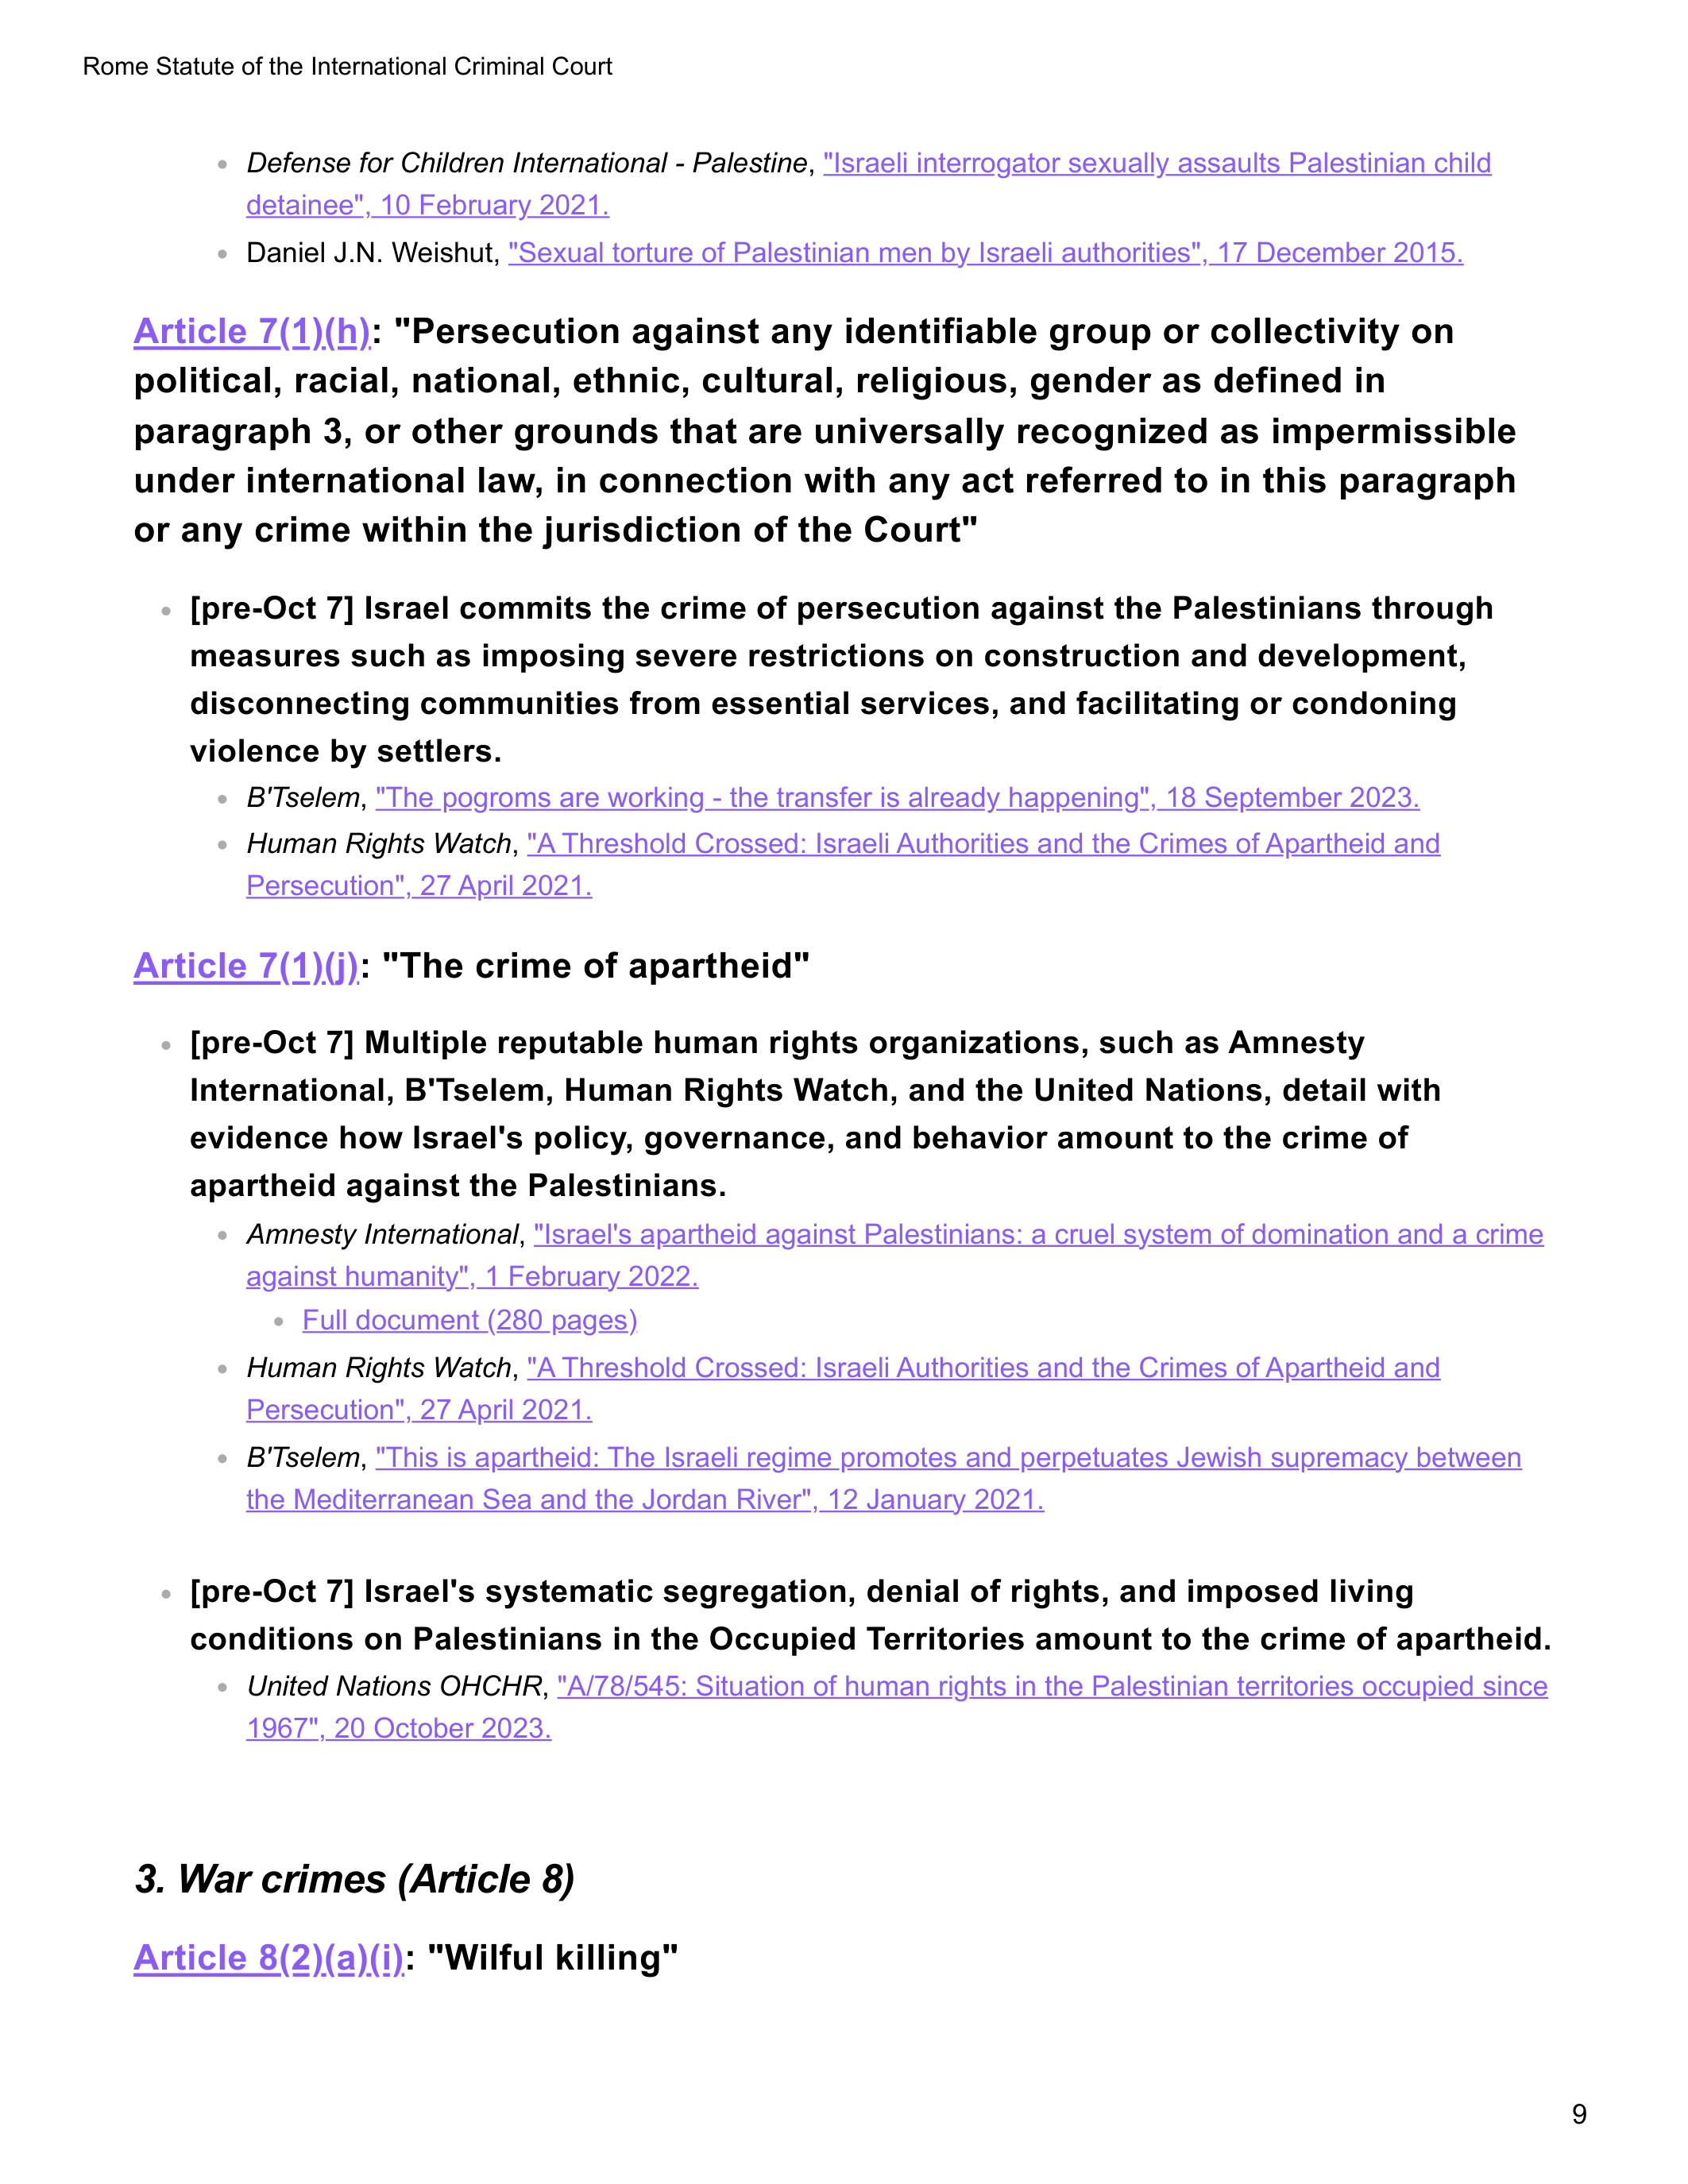 Rome Statute of the International Criminal Court
Defense for Children International - Palestine, "Israeli interrogator sexually assaults Palestinian child
detainee", 10 February 2021.
Daniel J.N. Weishut, "Sexual torture of Palestinian men by Israeli authorities", 17 December 2015.
Article 7(1)(h): "Persecution against any identifiable group or collectivity on
political, racial, national, ethnic, cultural, religious, gender as defined in
paragraph 3, or other grounds that are universally recognized as impermissible
under international law, in connection with any act referred to in this paragraph
or any crime within the jurisdiction of the Court"
[pre-Oct 7] Israel commits the crime of persecution against the Palestinians through
measures such as imposing severe restrictions on construction and development,
disconnecting communities from essential services, and facilitating or condoning
violence by settlers.
B'Tselem, "The pogroms are working - the transfer is already happening", 18 September 2023.
Human Rights Watch, "A Threshold Crossed: Israeli Authorities and the Crimes of Apartheid and
Persecution", 27 April 2021.
Article 7(1)(j): "The crime of apartheid"
[pre-Oct 7] Multiple reputable human rights organizations, such as Amnesty
International, B'Tselem, Human Rights Watch, and the United Nations, detail with
evidence how Israel's policy, governance, and behavior amount to the crime of
apartheid against the Palestinians.
Amnesty International, "Israel's apartheid against Palestinians: a cruel system of domination and a crime
against humanity", 1 February 2022.
Full document (280 pages)
Human Rights Watch, "A Threshold Crossed: Israeli Authorities and the Crimes of Apartheid and
Persecution", 27 April 2021.
B'Tselem, "This is apartheid: The Israeli regime promotes and perpetuates Jewish supremacy between
the Mediterranean Sea and the Jordan River", 12 January 2021.
[pre-Oct 7] Israel's systematic segregation, denial of rights, and imposed living
conditions on Palestinians in the Occupied Territories amount to the crime of apartheid.
United Nations OHCHR, "A/78/545: Situation of human rights in the Palestinian territories occupied since
1967", 20 October 2023.
3. War crimes (Article 8)
Article 8(2)(a)(i): "Wilful killing"
9